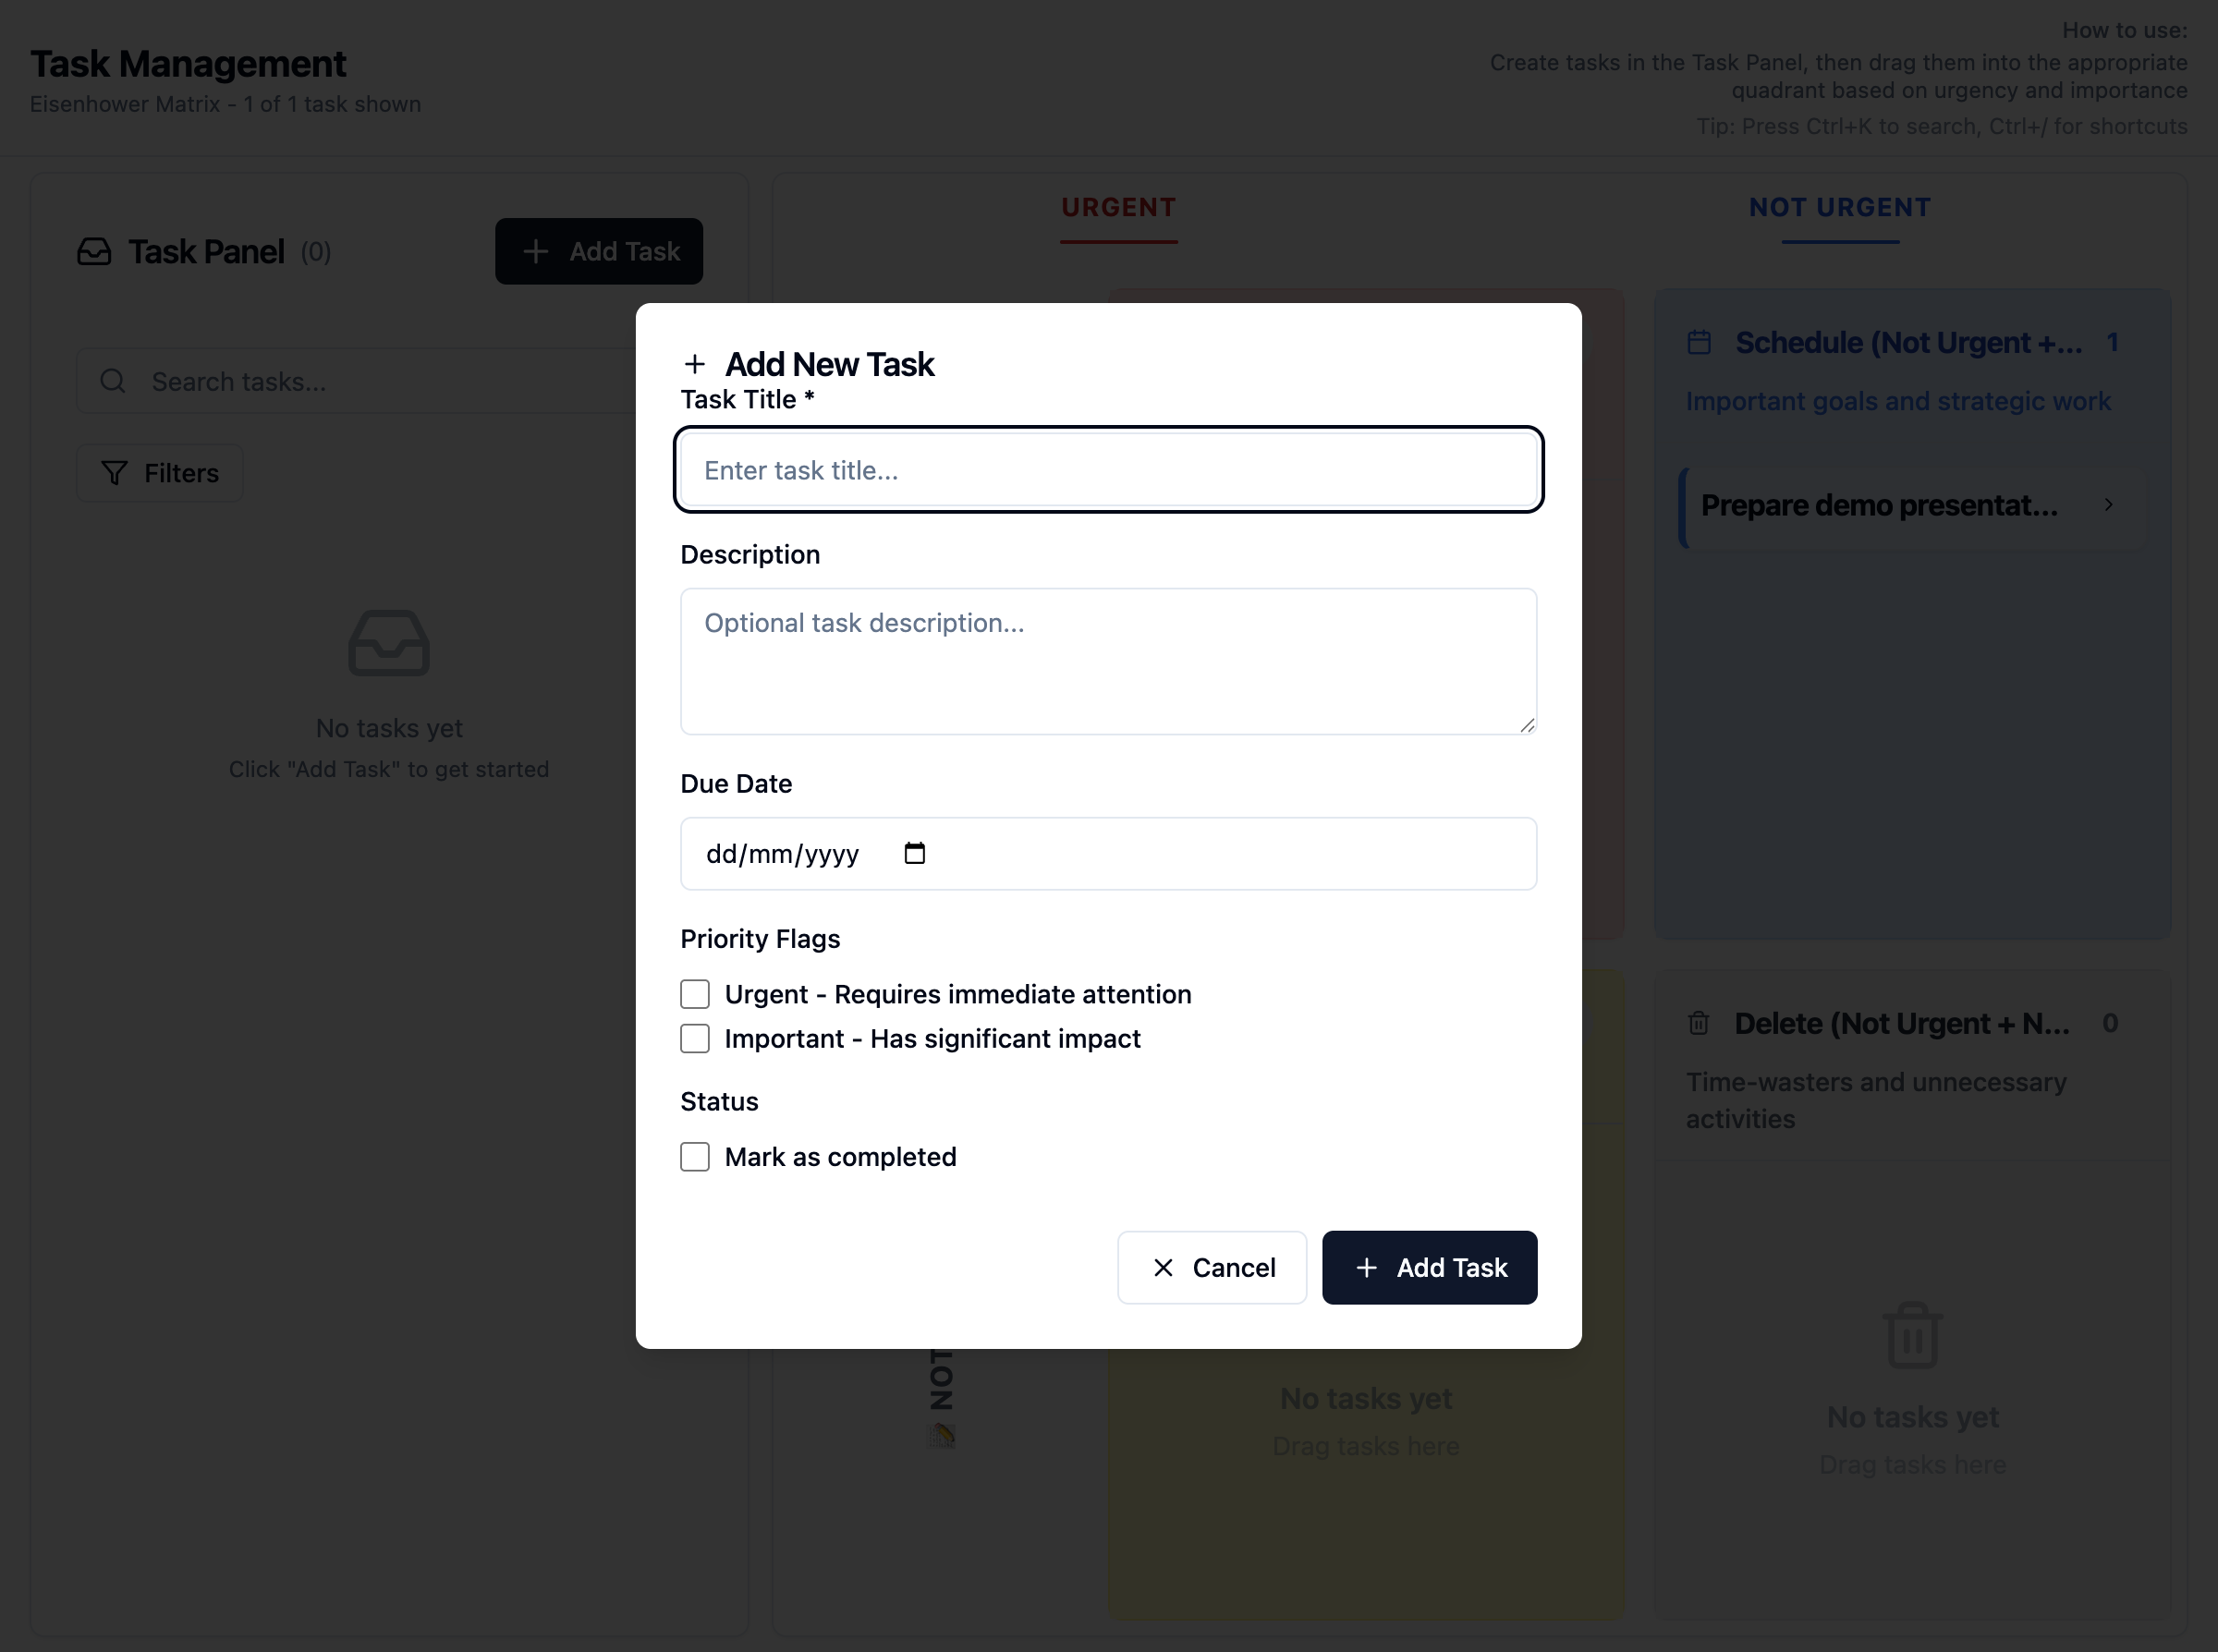 Task Management
Eisenhower Matrix - 1 of 1 task shown
How to use:
Create tasks in the Task Panel, then drag them into the appropriate
quadrant based on urgency and importance
Tip: Press Ctrl+K to search, Ctrl+/ for shortcuts
Task Panel (0)
Add Task
Search tasks...
Filters
No tasks yet
Click "Add Task" to get started
URGENT
NOT URGENT
Schedule (Not Urgent +... 1
Important goals and strategic work
Prepare demo presentat...
Delete (Not Urgent + N... 0
Time-wasters and unnecessary
activities
No tasks yet
Drag tasks here
NOT
No tasks yet
Drag tasks here
Add New Task
Task Title *
Enter task title...
Description
Optional task description...
Due Date
dd/mm/yyyy
Priority Flags
Urgent - Requires immediate attention
Important - Has significant impact
Status
Mark as completed
Cancel
Add Task